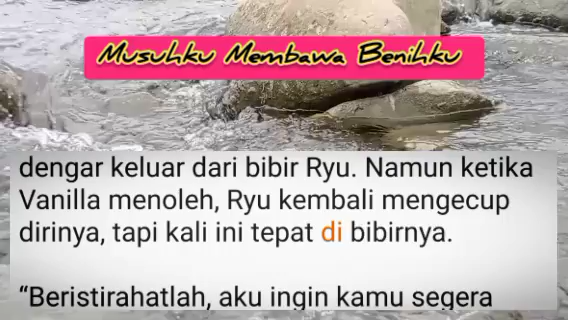 Musuhku Membawa Benihku
dengar keluar dari bibir Ryu. Namun ketika
Vanilla menoleh, Ryu kembali mengecup
dirinya, tapi kali ini tepat di bibirnya.
“Beristirahatlah, aku ingin kamu segera